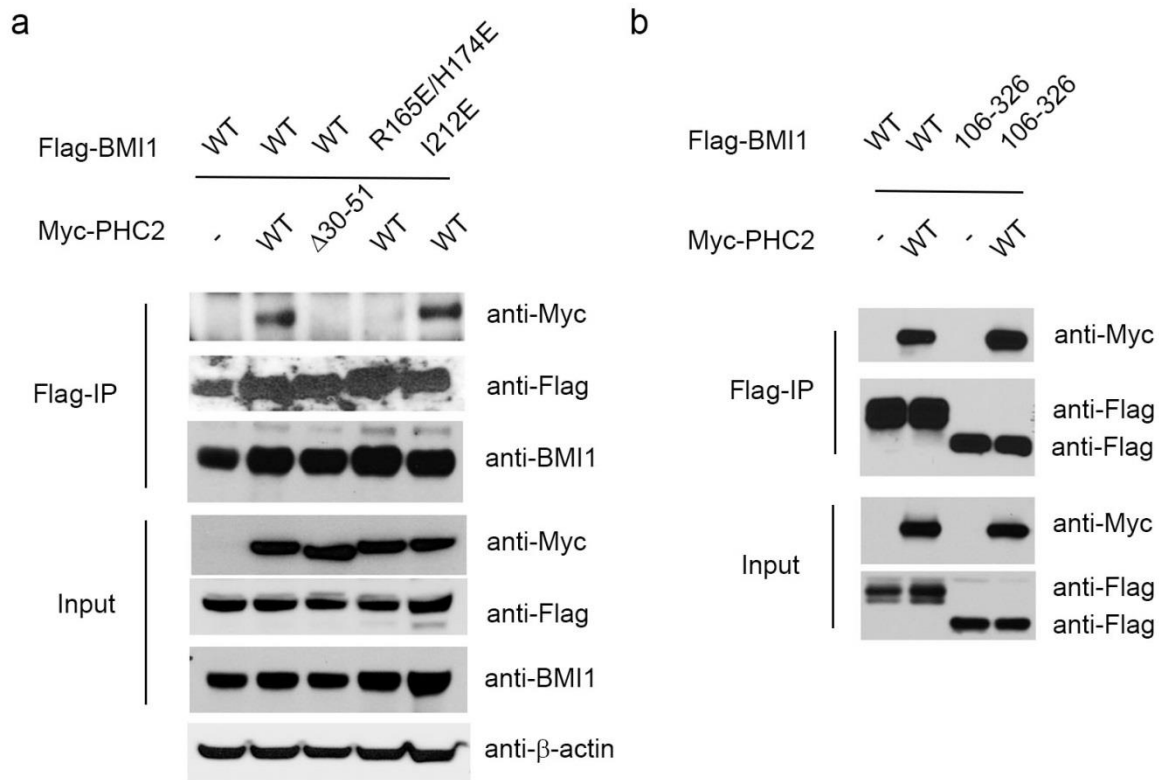 a
Flag-BMI1 WT WT WT R165E/H174E I212E
Myc-PHC2 - WT Δ30-51 WT WT
Flag-IP
anti-Myc
anti-Flag
anti-BMI1
Input
anti-Myc
anti-Flag
anti-BMI1
anti-β-actin
b
Flag-BMI1 WT WT 106-326 106-326
Myc-PHC2 - WT - WT
Flag-IP
anti-Myc
anti-Flag
anti-Flag
Input
anti-Myc
anti-Flag
anti-Flag